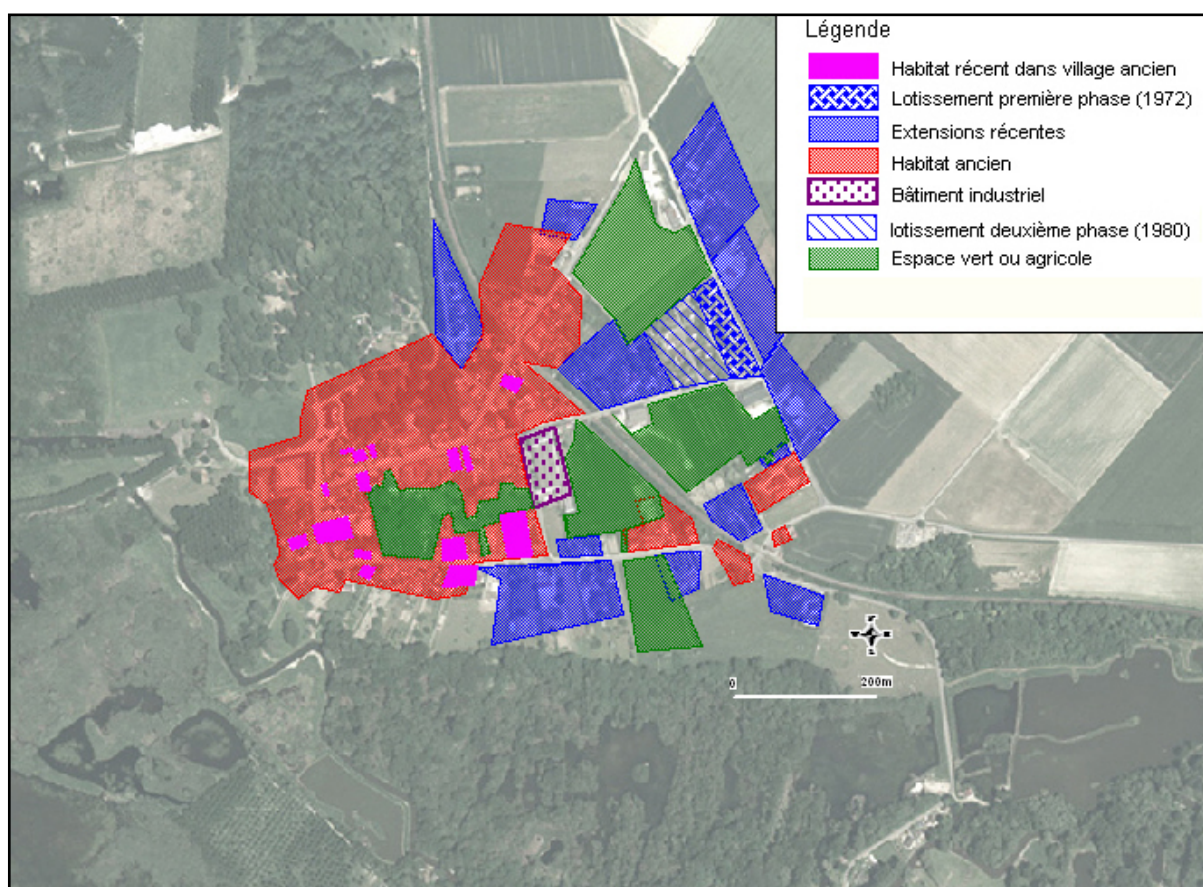 Légende
Habitat récent dans village ancien
Lotissement première phase (1972)
Extensions récentes
Habitat ancien
Bâtiment industriel
lotissement deuxième phase (1980)
Espace vert ou agricole
0 200m